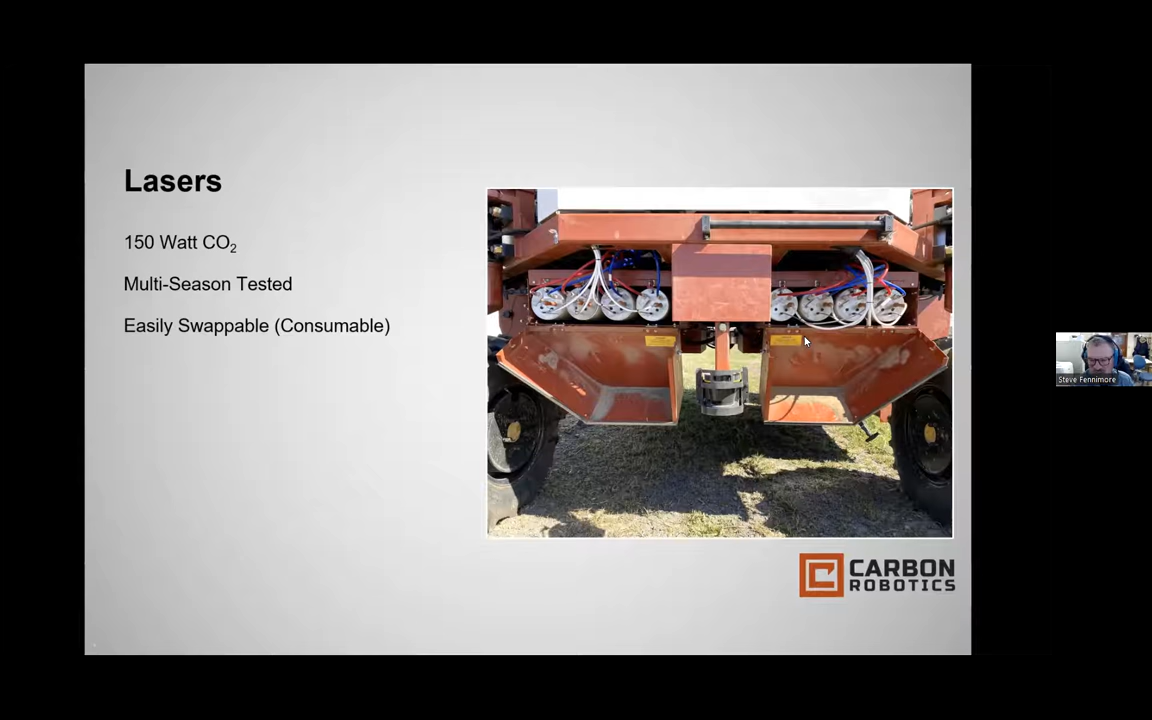 Lasers
150 Watt CO₂
Multi-Season Tested
Easily Swappable (Consumable)
CARBON
ROBOTICS
Steve Fennimore